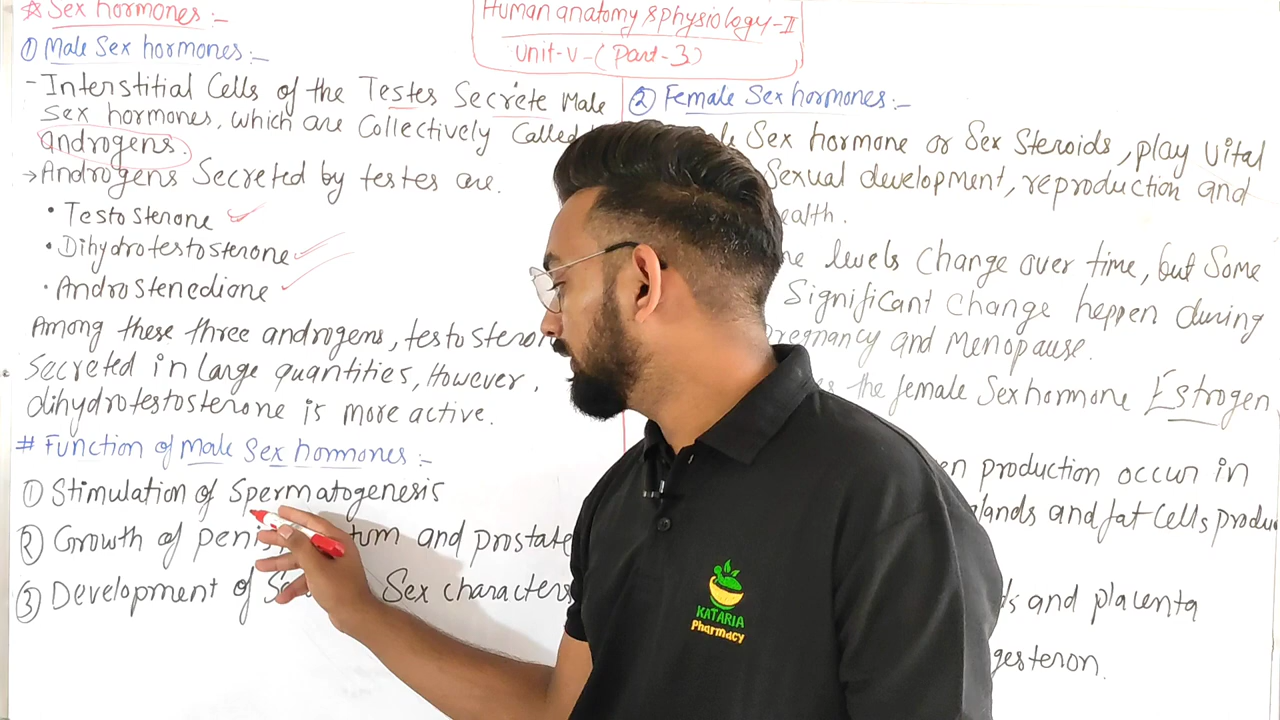 ☆ Sex hormones :-
Human anatomy & physiology-II
Unit-V-(Part-3)
① Male Sex hormones :-
- Interstitial Cells of the Testes Secrete Male
Sex hormones, which are Collectively Called
androgens.
→ Androgens Secreted by testes are.
• Testosterone ✓
• Dihydrotestosterone ✓
• Androstenedione ✓
Among these three androgens, testosteron
Secreted in Large quantities, However,
dihydrotestosterone is more active.
# Function of Male Sex hormones :-
① Stimulation of Spermatogenesis
② Growth of penis, tum and prostate
③ Development of Sex characters
② Female Sex hormones :-
Sex hormone or Sex Steroids, play vital
Sexual development, reproduction and
ealth.
levels Change over time, but Some
Significant Change heppen during
regnancy and Menopause.
the female Sex hormone Estrogen
en production occur in
glands and fat Cells produ
ds and placenta
gesteron.
KATARIA
Pharmacy